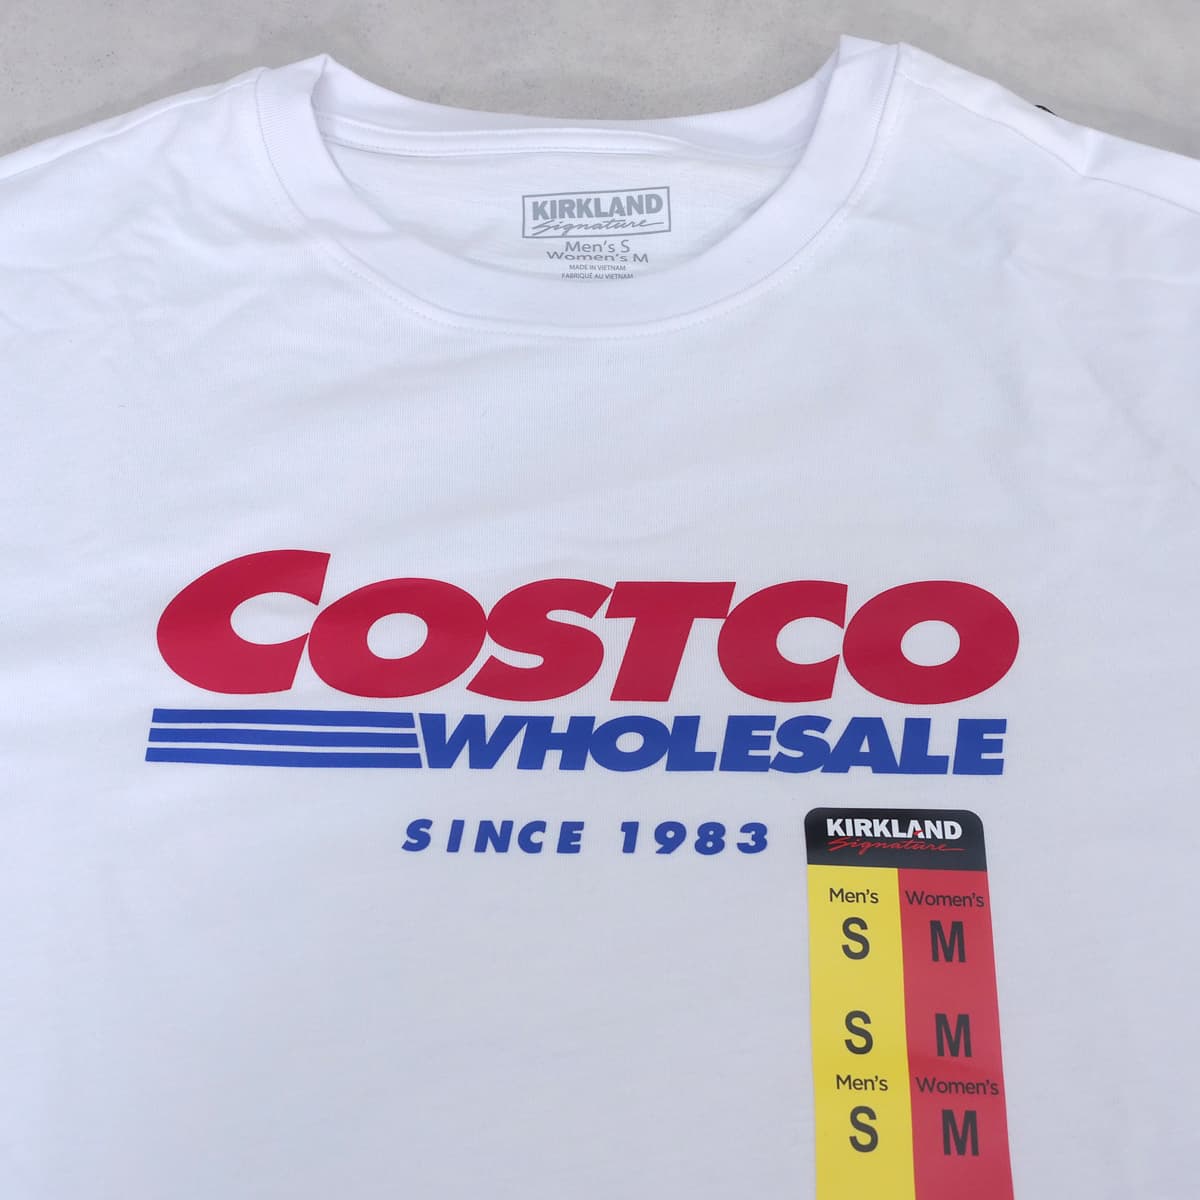 KIRKLAND
Signature
Men's S
Women's M
MADE IN VIETNAM
FABRIQUÉ AU VIETNAM
COSTCO
WHOLESALE
SINCE 1983
KIRKLAND
Signature
Men's Women's
S M
S M
Men's Women's
S M